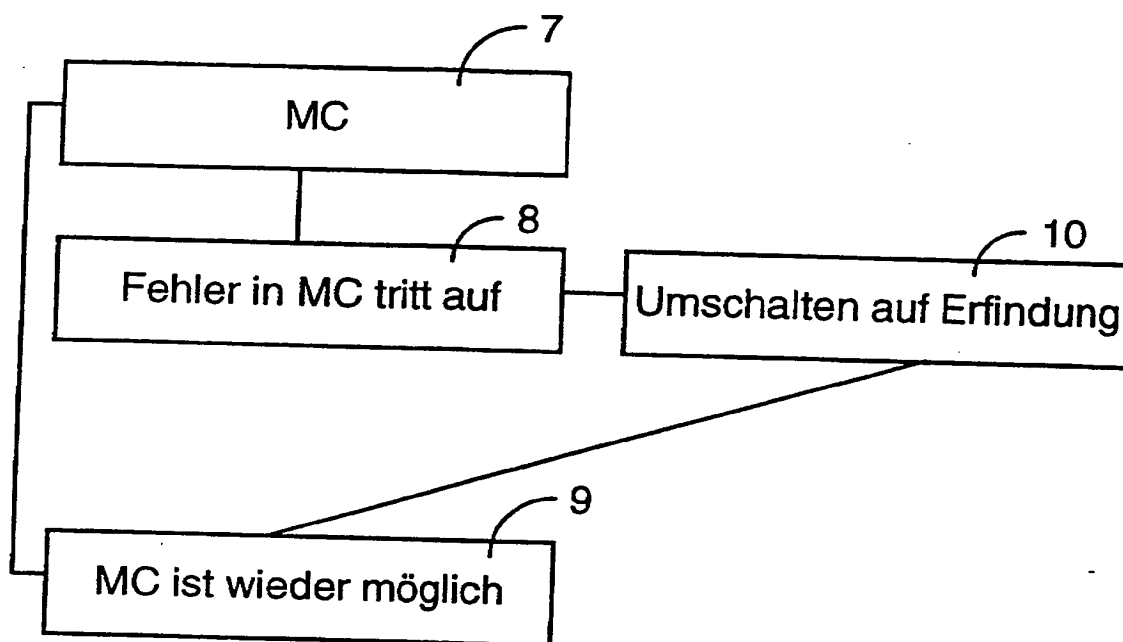 7
MC
8
Fehler in MC tritt auf
10
Umschalten auf Erfindung
9
MC ist wieder möglich